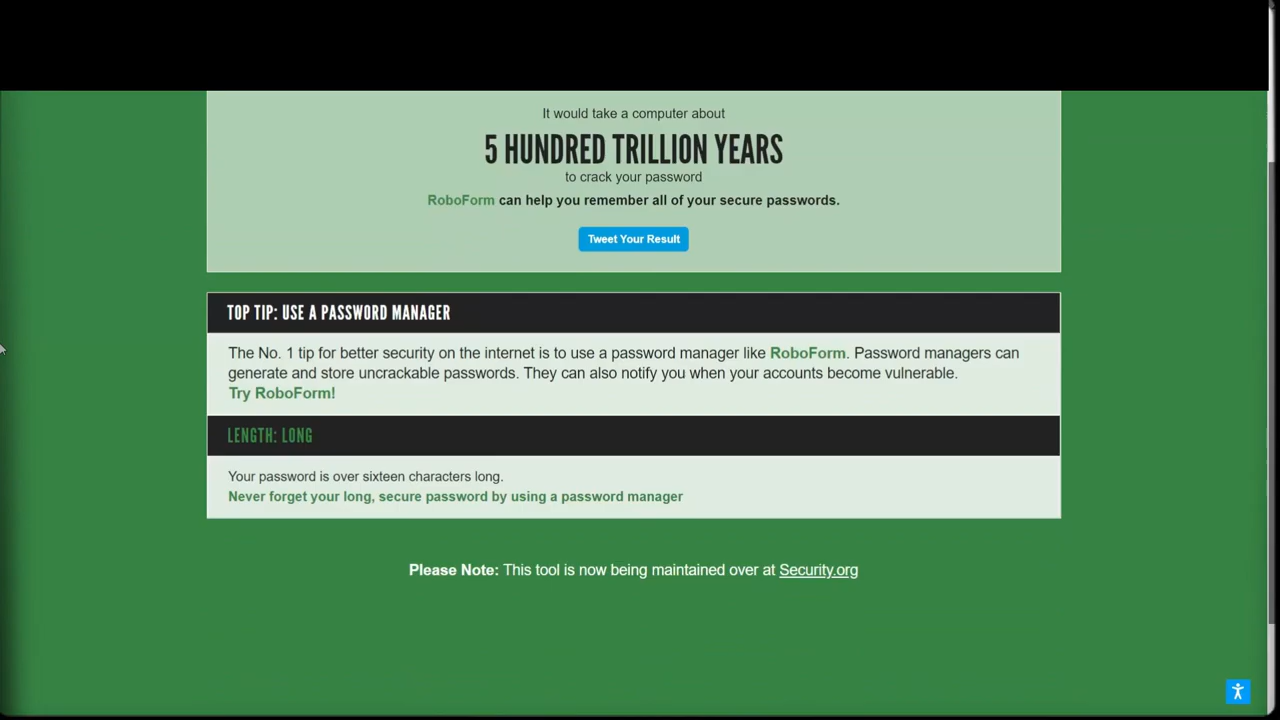 It would take a computer about
5 HUNDRED TRILLION YEARS
to crack your password
RoboForm can help you remember all of your secure passwords.
Tweet Your Result
TOP TIP: USE A PASSWORD MANAGER
The No. 1 tip for better security on the internet is to use a password manager like RoboForm. Password managers can
generate and store uncrackable passwords. They can also notify you when your accounts become vulnerable.
Try RoboForm!
LENGTH: LONG
Your password is over sixteen characters long.
Never forget your long, secure password by using a password manager
Please Note: This tool is now being maintained over at Security.org